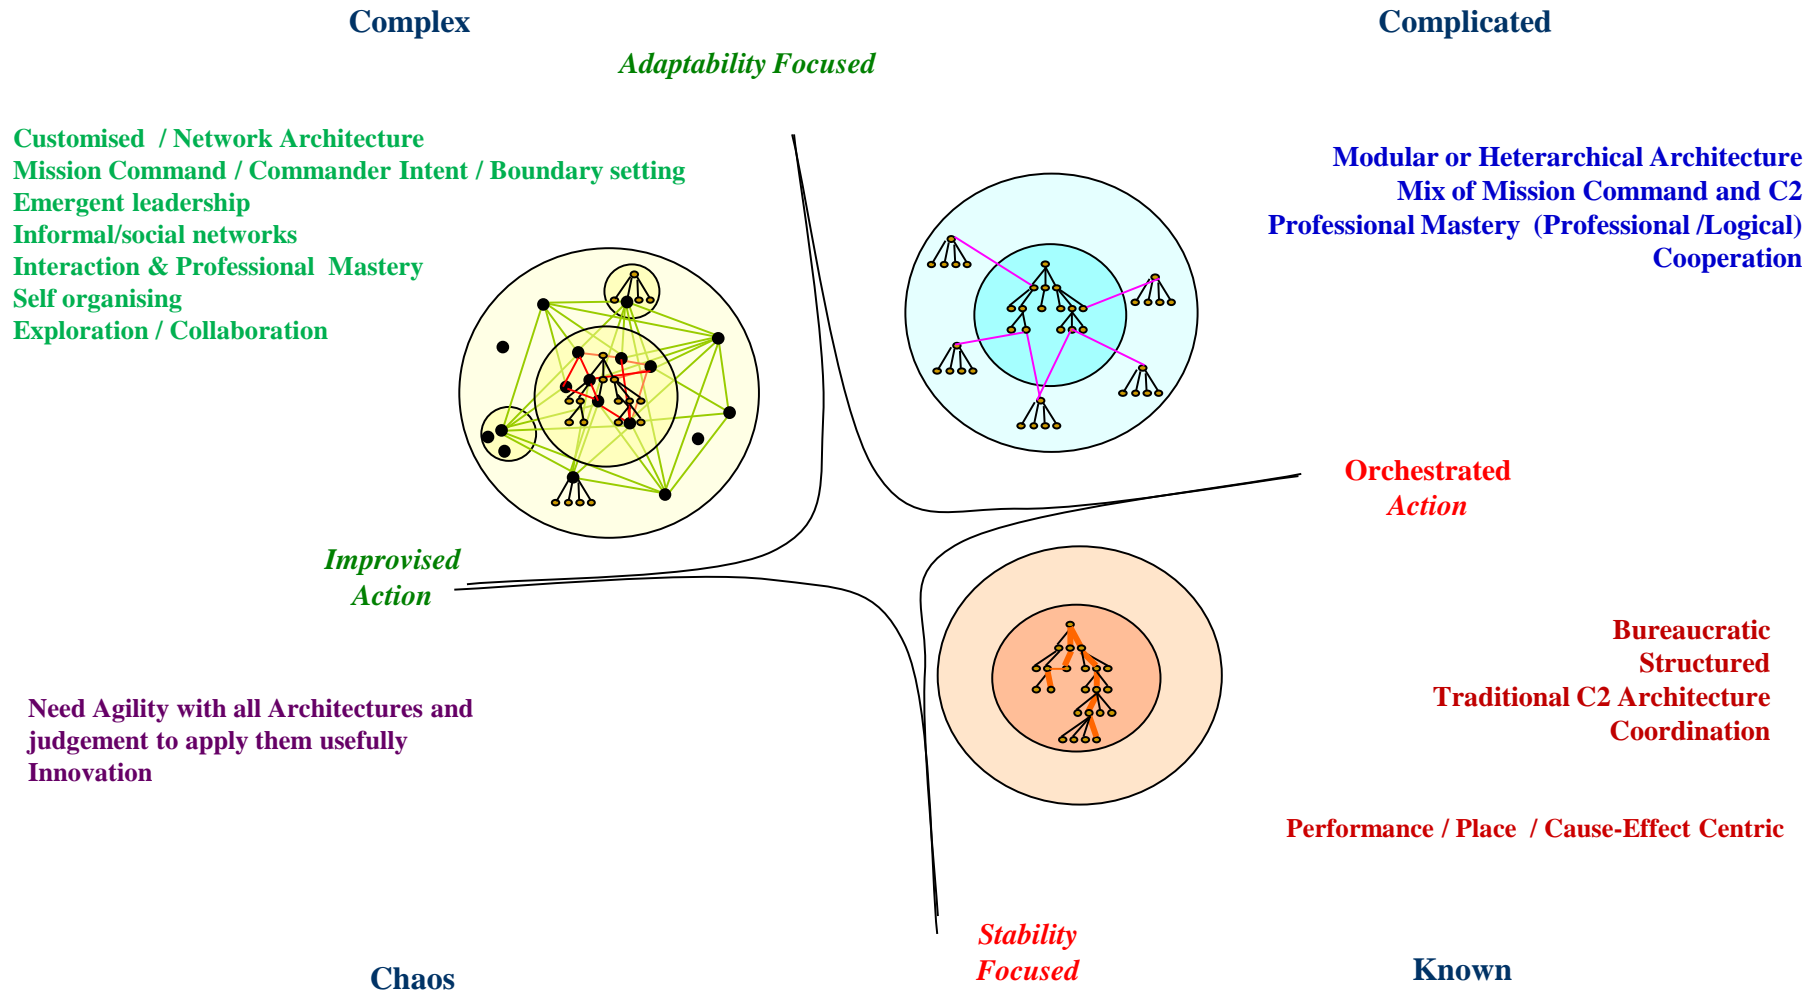 Complex
Complicated
Adaptability Focused
Customised / Network Architecture
Mission Command / Commander Intent / Boundary setting
Emergent leadership
Informal/social networks
Interaction & Professional Mastery
Self organising
Exploration / Collaboration
Modular or Heterarchical Architecture
Mix of Mission Command and C2
Professional Mastery (Professional /Logical)
Cooperation
Orchestrated
Action
Improvised
Action
Bureaucratic
Structured
Traditional C2 Architecture
Coordination
Need Agility with all Architectures and
judgement to apply them usefully
Innovation
Performance / Place / Cause-Effect Centric
Stability
Focused
Chaos
Known